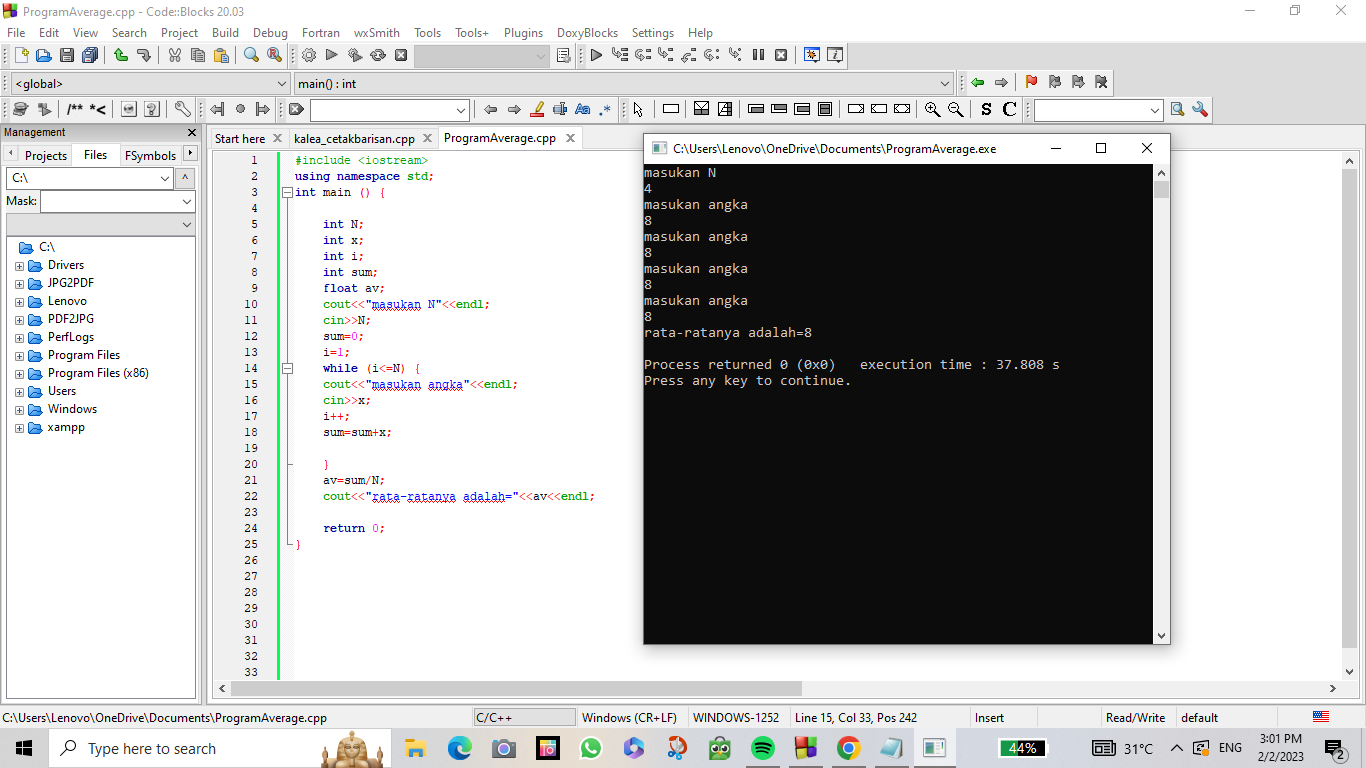 ProgramAverage.cpp - Code::Blocks 20.03
File Edit View Search Project Build Debug Fortran wxSmith Tools Tools+ Plugins DoxyBlocks Settings Help
<global> main() : int
/** *< Aa .* S C
Management
Projects Files FSymbols
C:\
Mask:
C:\
Drivers
JPG2PDF
Lenovo
PDF2JPG
PerfLogs
Program Files
Program Files (x86)
Users
Windows
xampp
Start here kalea_cetakbarisan.cpp ProgramAverage.cpp
1 #include <iostream>
2 using namespace std;
3 int main () {
4
5 int N;
6 int x;
7 int i;
8 int sum;
9 float av;
10 cout<<"masukan N"<<endl;
11 cin>>N;
12 sum=0;
13 i=1;
14 while (i<=N) {
15 cout<<"masukan angka"<<endl;
16 cin>>x;
17 i++;
18 sum=sum+x;
19
20 }
21 av=sum/N;
22 cout<<"rata-ratanya adalah="<<av<<endl;
23
24 return 0;
25 }
26
27
28
29
30
31
32
33
C:\Users\Lenovo\OneDrive\Documents\ProgramAverage.exe
masukan N
4
masukan angka
8
masukan angka
8
masukan angka
8
masukan angka
8
rata-ratanya adalah=8
Process returned 0 (0x0) execution time : 37.808 s
Press any key to continue.
C:\Users\Lenovo\OneDrive\Documents\ProgramAverage.cpp C/C++ Windows (CR+LF) WINDOWS-1252 Line 15, Col 33, Pos 242 Insert Read/Write default
Type here to search 44% 31°C ENG 3:01 PM
2/2/2023 2